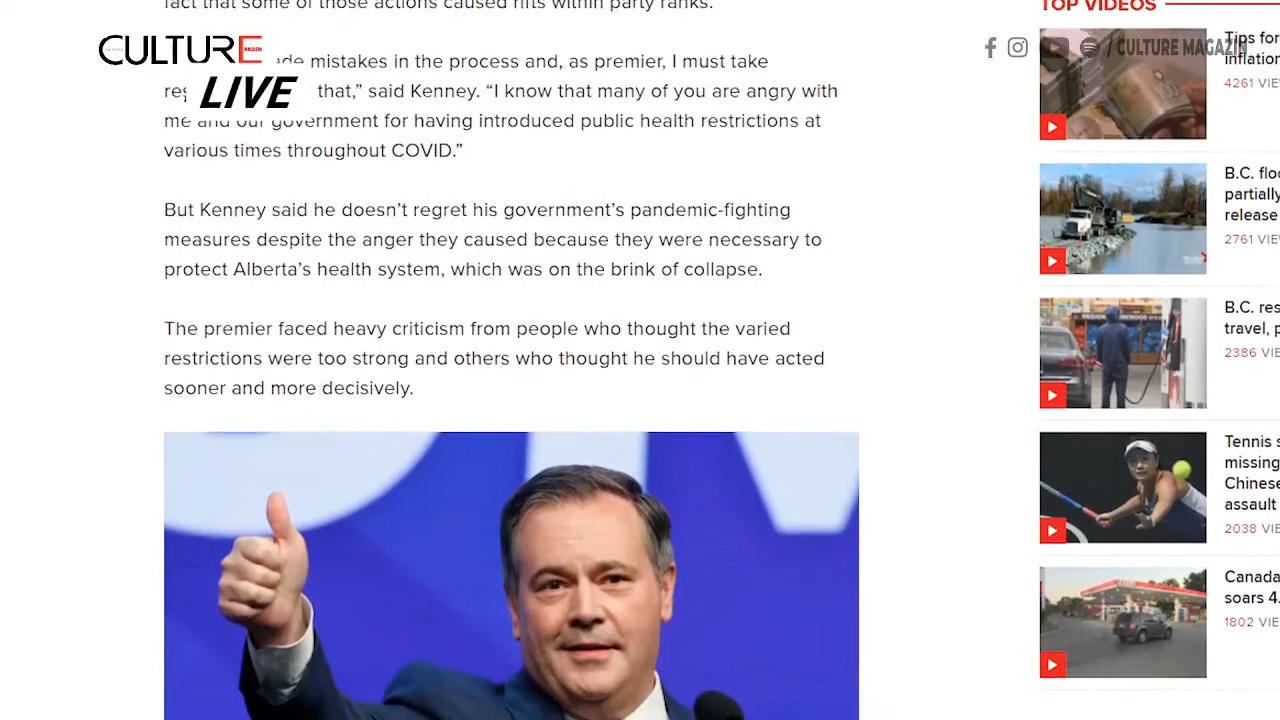 fact that some of those actions caused rifts within party ranks.
TOP VIDEOS
CULTURE
LIVE
/ CULTURE MAGAZIN
mistakes in the process and, as premier, I must take
that,” said Kenney. “I know that many of you are angry with
me and our government for having introduced public health restrictions at
various times throughout COVID.”
But Kenney said he doesn’t regret his government’s pandemic-fighting
measures despite the anger they caused because they were necessary to
protect Alberta’s health system, which was on the brink of collapse.
The premier faced heavy criticism from people who thought the varied
restrictions were too strong and others who thought he should have acted
sooner and more decisively.
Tips for
inflation
4261 VIE
B.C. floo
partially
release
2761 VIE
B.C. res
travel, p
2386 VIE
Tennis s
missing
Chinese
assault
2038 VIE
Canada
soars 4.
1802 VIE